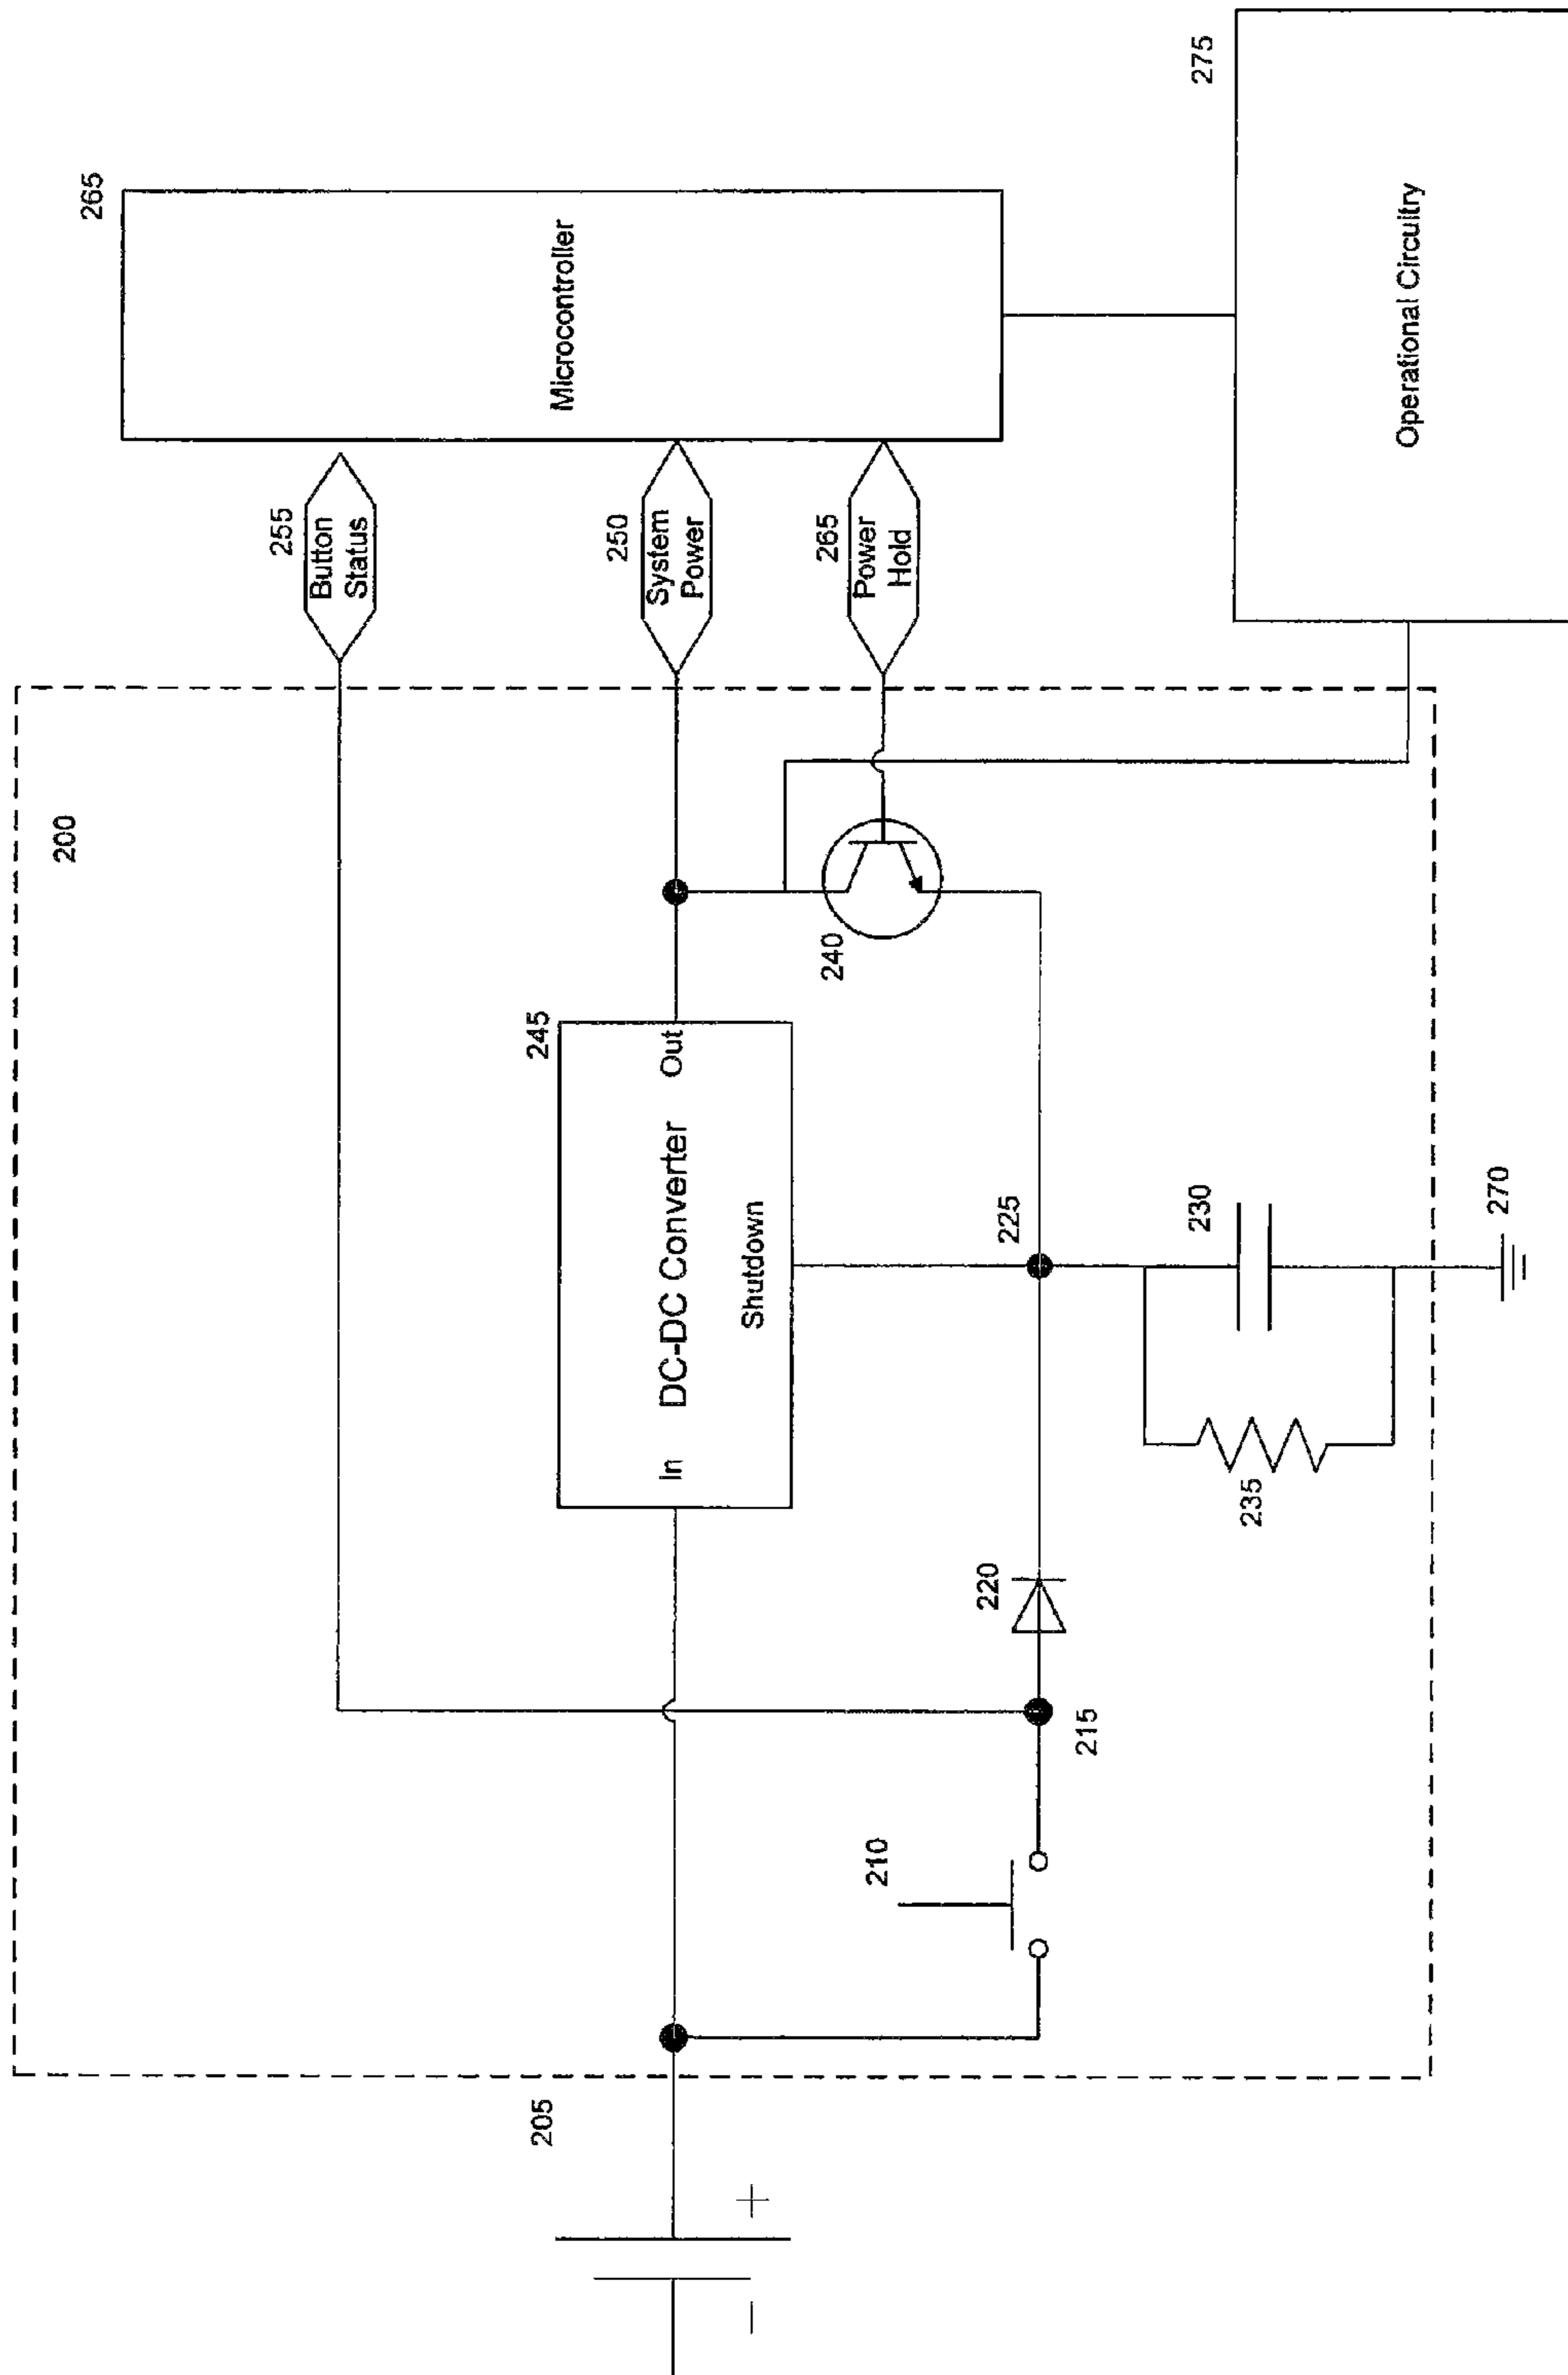 200
205
+
−
210
215
220
225
230
235
270
240
245
In
DC-DC Converter
Out
Shutdown
255
Button
Status
250
System
Power
265
Power
Hold
265
Microcontroller
275
Operational Circuitry